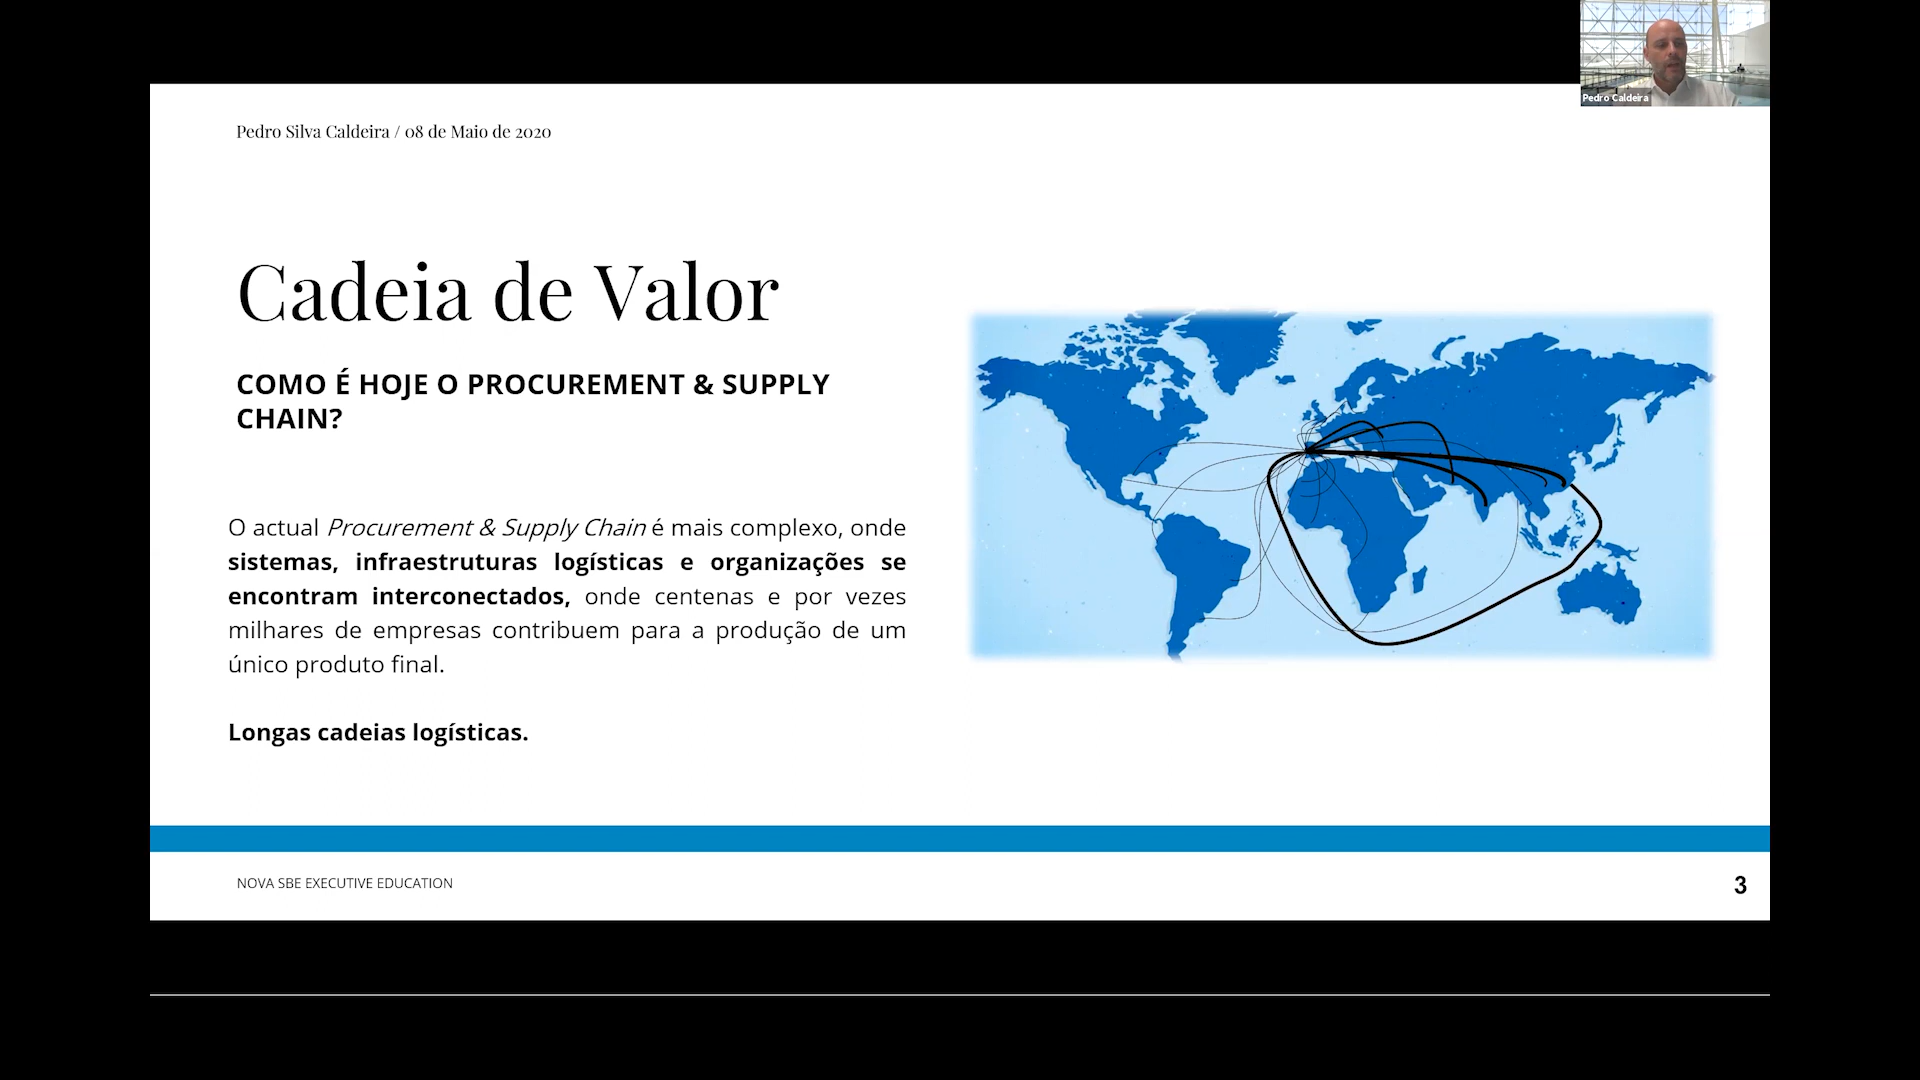 Pedro Caldeira
Pedro Silva Caldeira / 08 de Maio de 2020
Cadeia de Valor
COMO É HOJE O PROCUREMENT & SUPPLY
CHAIN?
O actual Procurement & Supply Chain é mais complexo, onde
sistemas, infraestruturas logísticas e organizações se
encontram interconectados, onde centenas e por vezes
milhares de empresas contribuem para a produção de um
único produto final.
Longas cadeias logísticas.
NOVA SBE EXECUTIVE EDUCATION
3